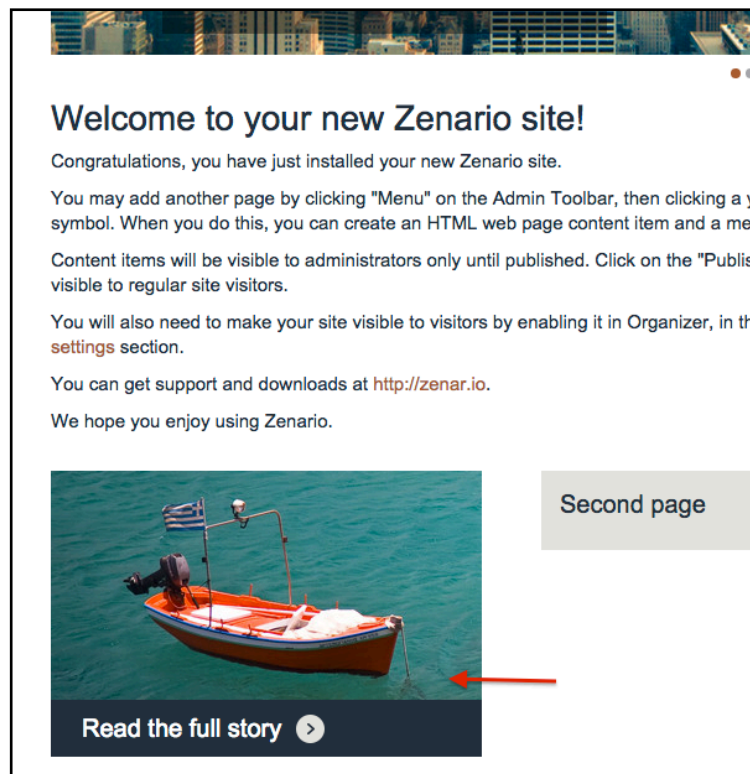 Welcome to your new Zenario site!
Congratulations, you have just installed your new Zenario site.
You may add another page by clicking "Menu" on the Admin Toolbar, then clicking a
symbol. When you do this, you can create an HTML web page content item and a
Content items will be visible to administrators only until published. Click on the
visible to regular site visitors.
You will also need to make your site visible to visitors by enabling it in Organizer, in
settings section.
You can get support and downloads at http://zenar.io.
We hope you enjoy using Zenario.
Second page
Read the full story